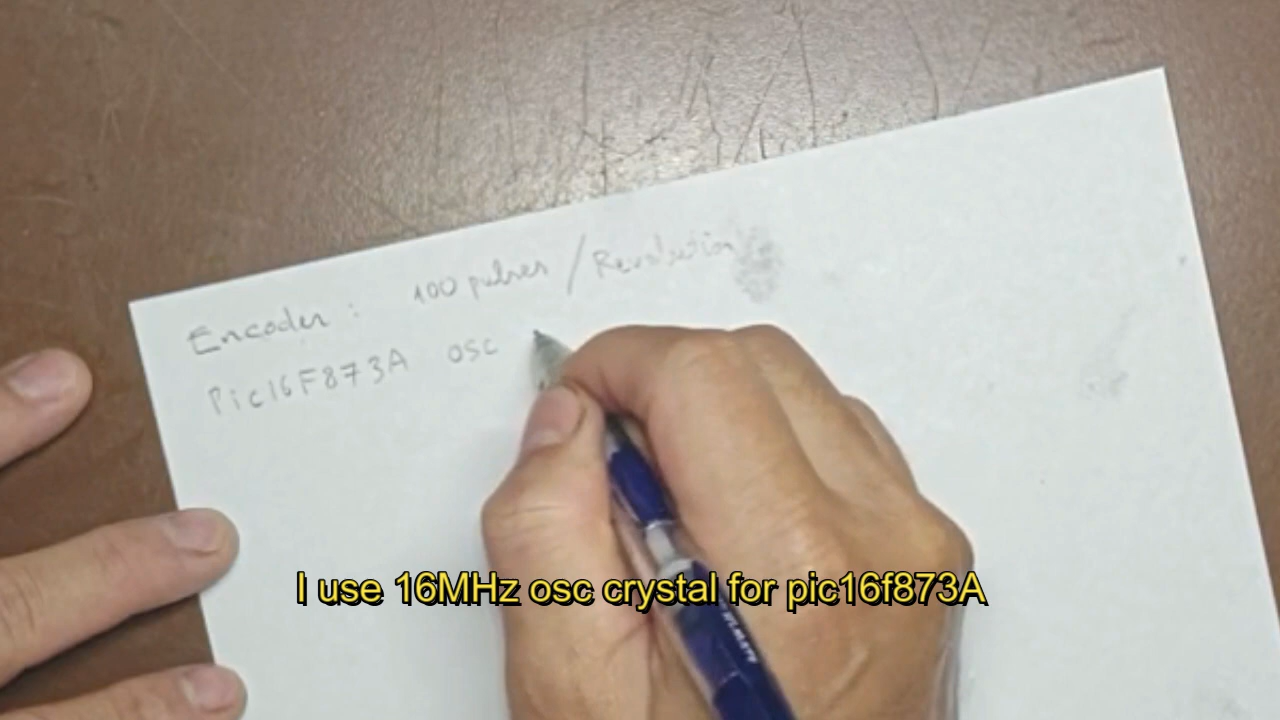 Encoder: 100 pulses / Revolution
Pic16F873A osc
I use 16MHz osc crystal for pic16f873A